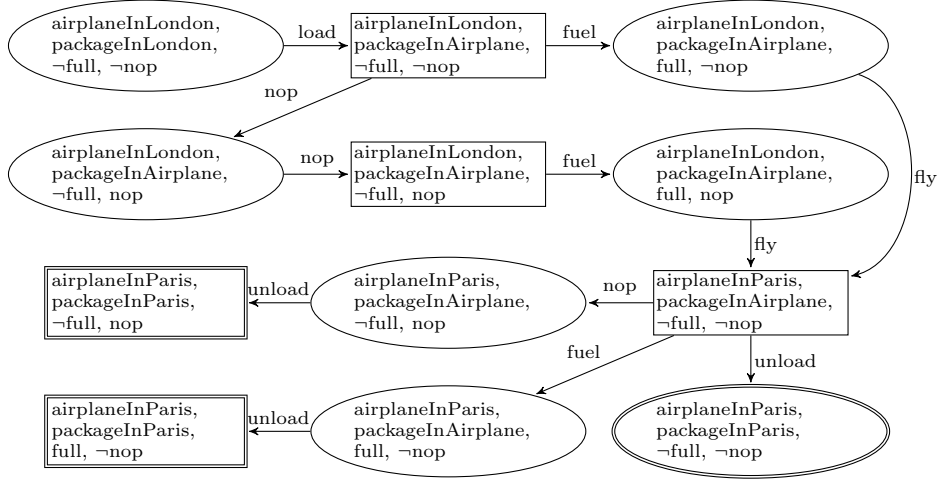 airplaneInLondon,
packageInLondon,
¬full, ¬nop
load
airplaneInLondon,
packageInAirplane,
¬full, ¬nop
fuel
airplaneInLondon,
packageInAirplane,
full, ¬nop
nop
fly
airplaneInLondon,
packageInAirplane,
¬full, nop
nop
airplaneInLondon,
packageInAirplane,
¬full, nop
fuel
airplaneInLondon,
packageInAirplane,
full, nop
fly
airplaneInParis,
packageInParis,
¬full, nop
unload
airplaneInParis,
packageInAirplane,
¬full, nop
nop
airplaneInParis,
packageInAirplane,
¬full, ¬nop
fuel
unload
airplaneInParis,
packageInParis,
full, ¬nop
unload
airplaneInParis,
packageInAirplane,
full, ¬nop
airplaneInParis,
packageInParis,
¬full, ¬nop